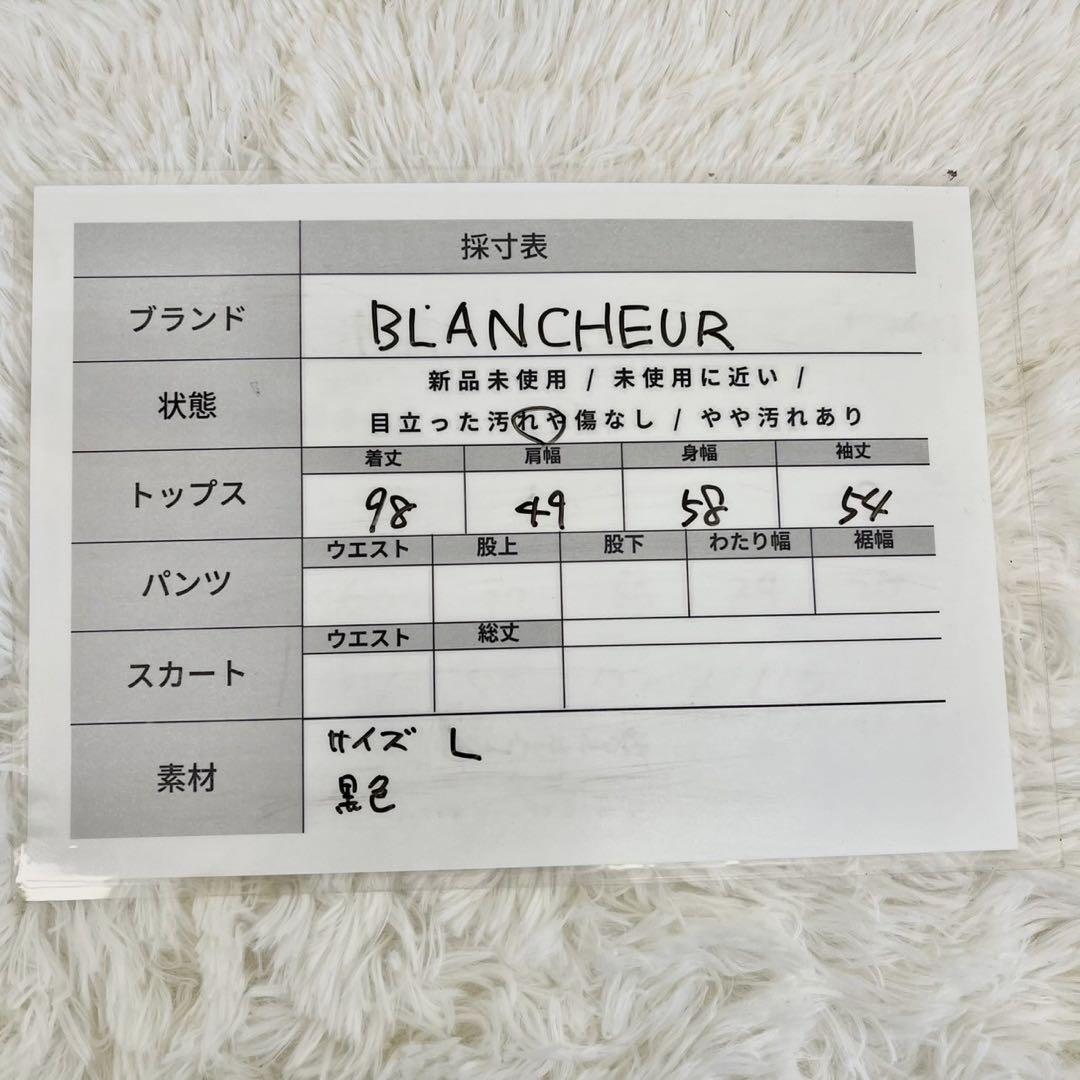 採寸表
ブランド BLANCHEUR
状態 新品未使用 / 未使用に近い /
目立った汚れや傷なし / やや汚れあり
トップス 着丈 肩幅 身幅 袖丈
98 49 58 54
パンツ ウエスト 股上 股下 わたり幅 裾幅
スカート ウエスト 総丈
素材 サイズ L
黒色